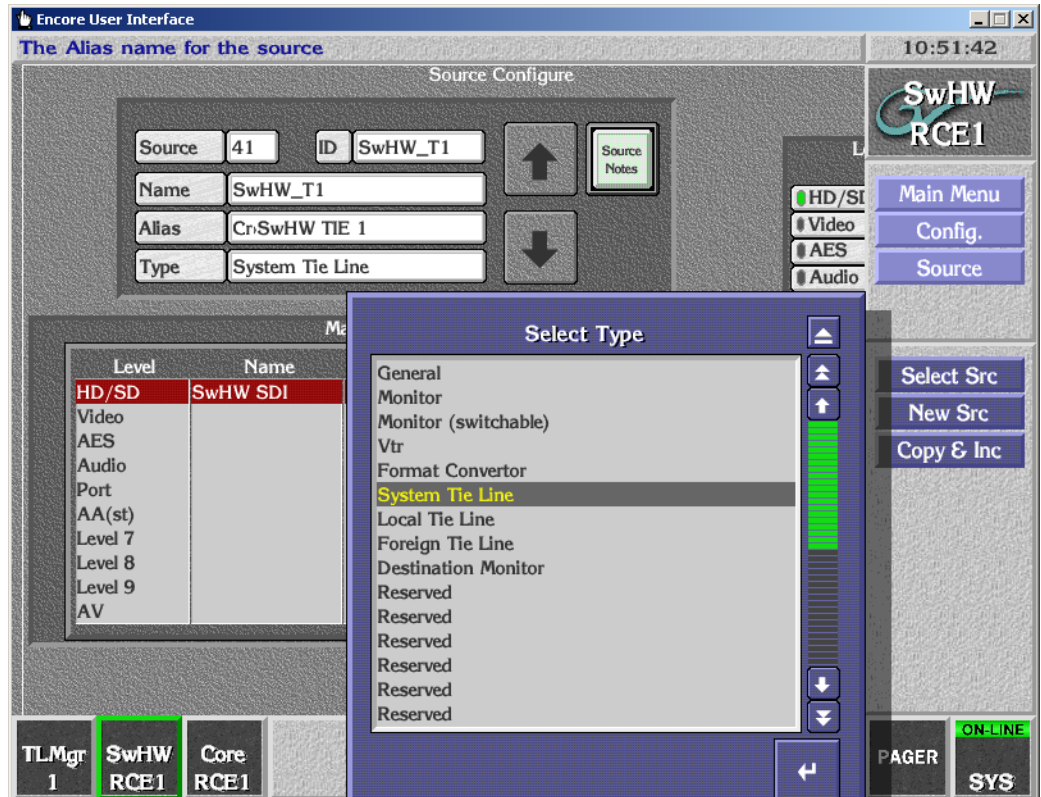 Encore User Interface
The Alias name for the source
10:51:42
Source Configure
SwHW
RCE1
Source 41 ID SwHW_T1
Source
Notes
Name SwHW_T1
Alias Cr›SwHW TIE 1
Type System Tie Line
L
HD/SD
Video
AES
Audio
Main Menu
Config.
Source
Ma
Level Name
HD/SD SwHW SDI
Video
AES
Audio
Port
AA(st)
Level 7
Level 8
Level 9
AV
Select Type
General
Monitor
Monitor (switchable)
Vtr
Format Convertor
System Tie Line
Local Tie Line
Foreign Tie Line
Destination Monitor
Reserved
Reserved
Reserved
Reserved
Reserved
Reserved
Select Src
New Src
Copy & Inc
TLMgr
1
SwHW
RCE1
Core
RCE1
PAGER
ON-LINE
SYS